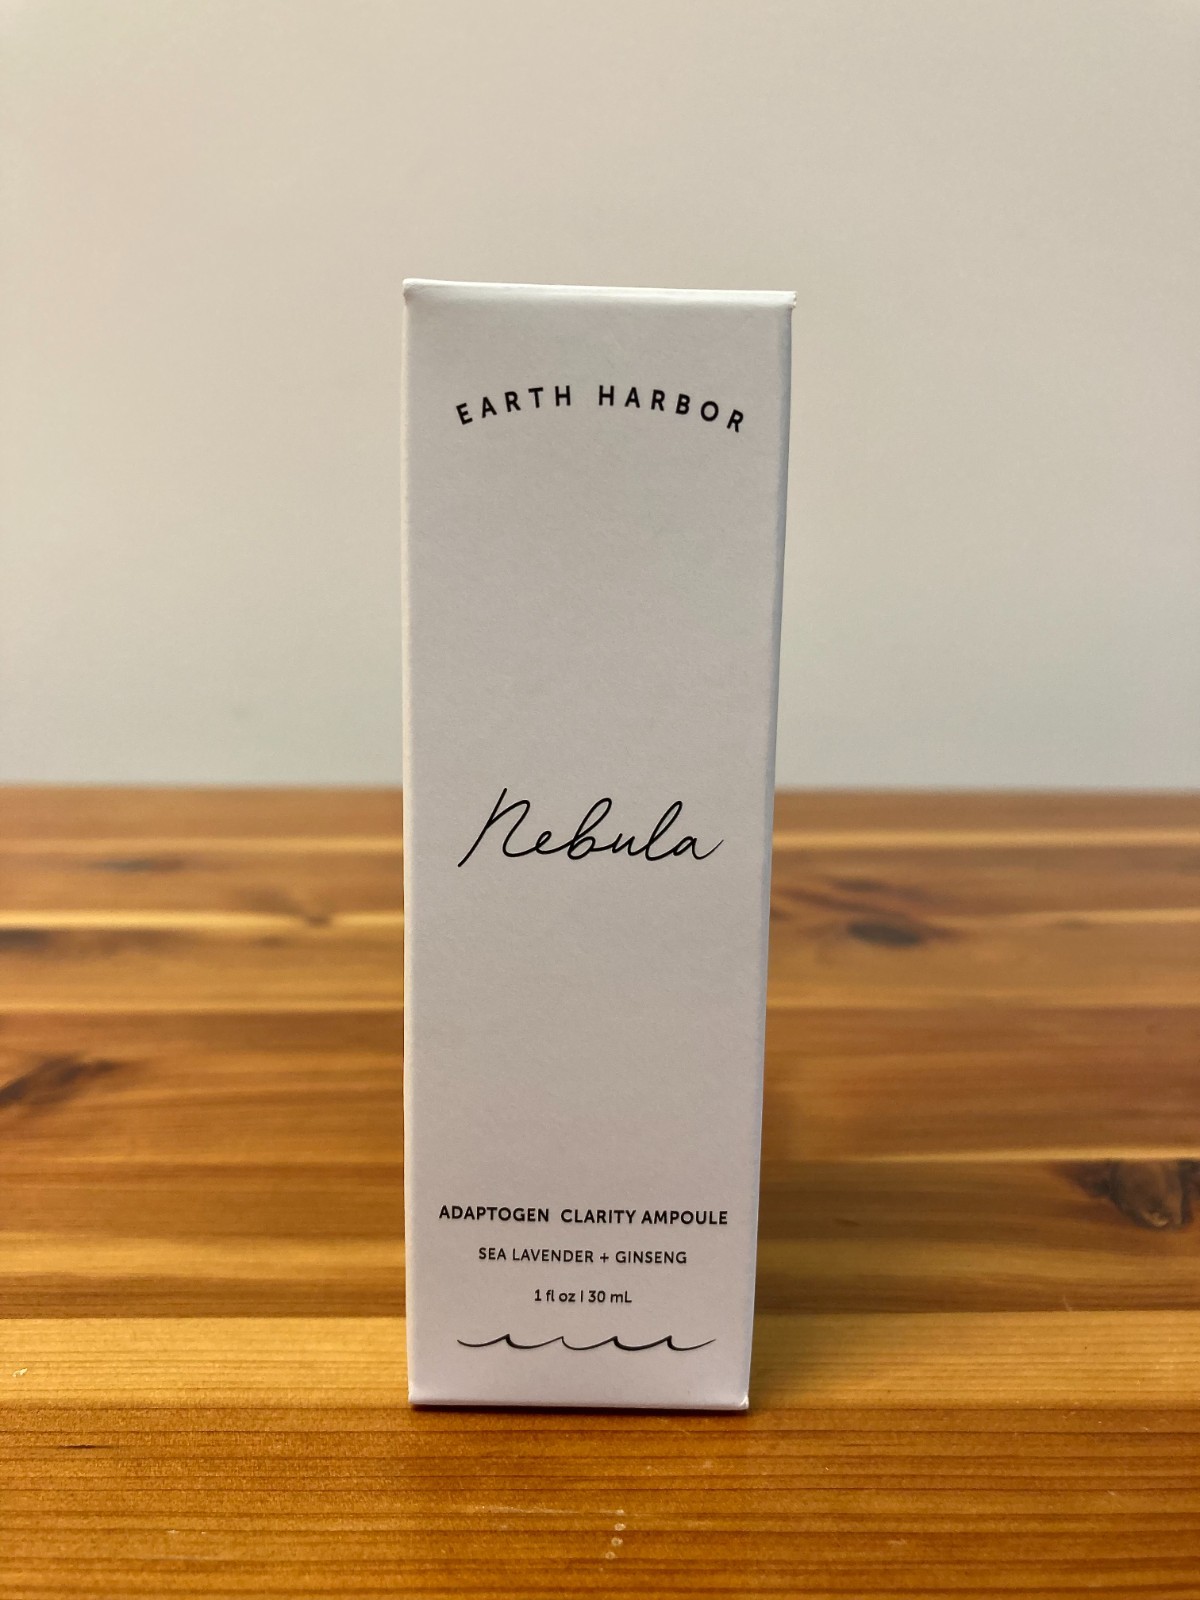 EARTH HARBOR
Nebula
ADAPTOGEN CLARITY AMPOULE
SEA LAVENDER + GINSENG
1 fl oz | 30 mL